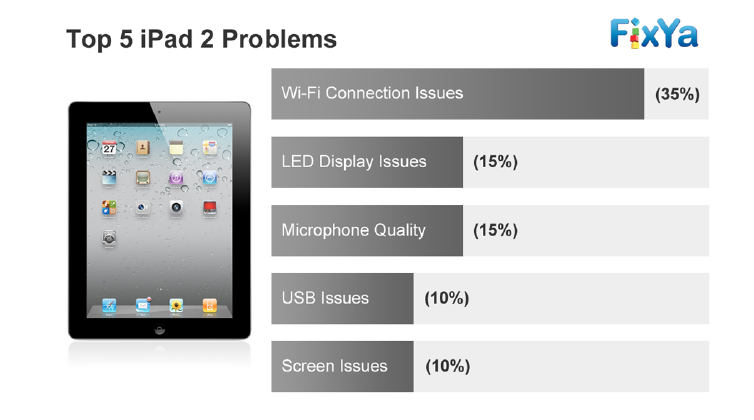 Top 5 iPad 2 Problems
FixYa
Wi-Fi Connection Issues (35%)
LED Display Issues (15%)
Microphone Quality (15%)
USB Issues (10%)
Screen Issues (10%)
27